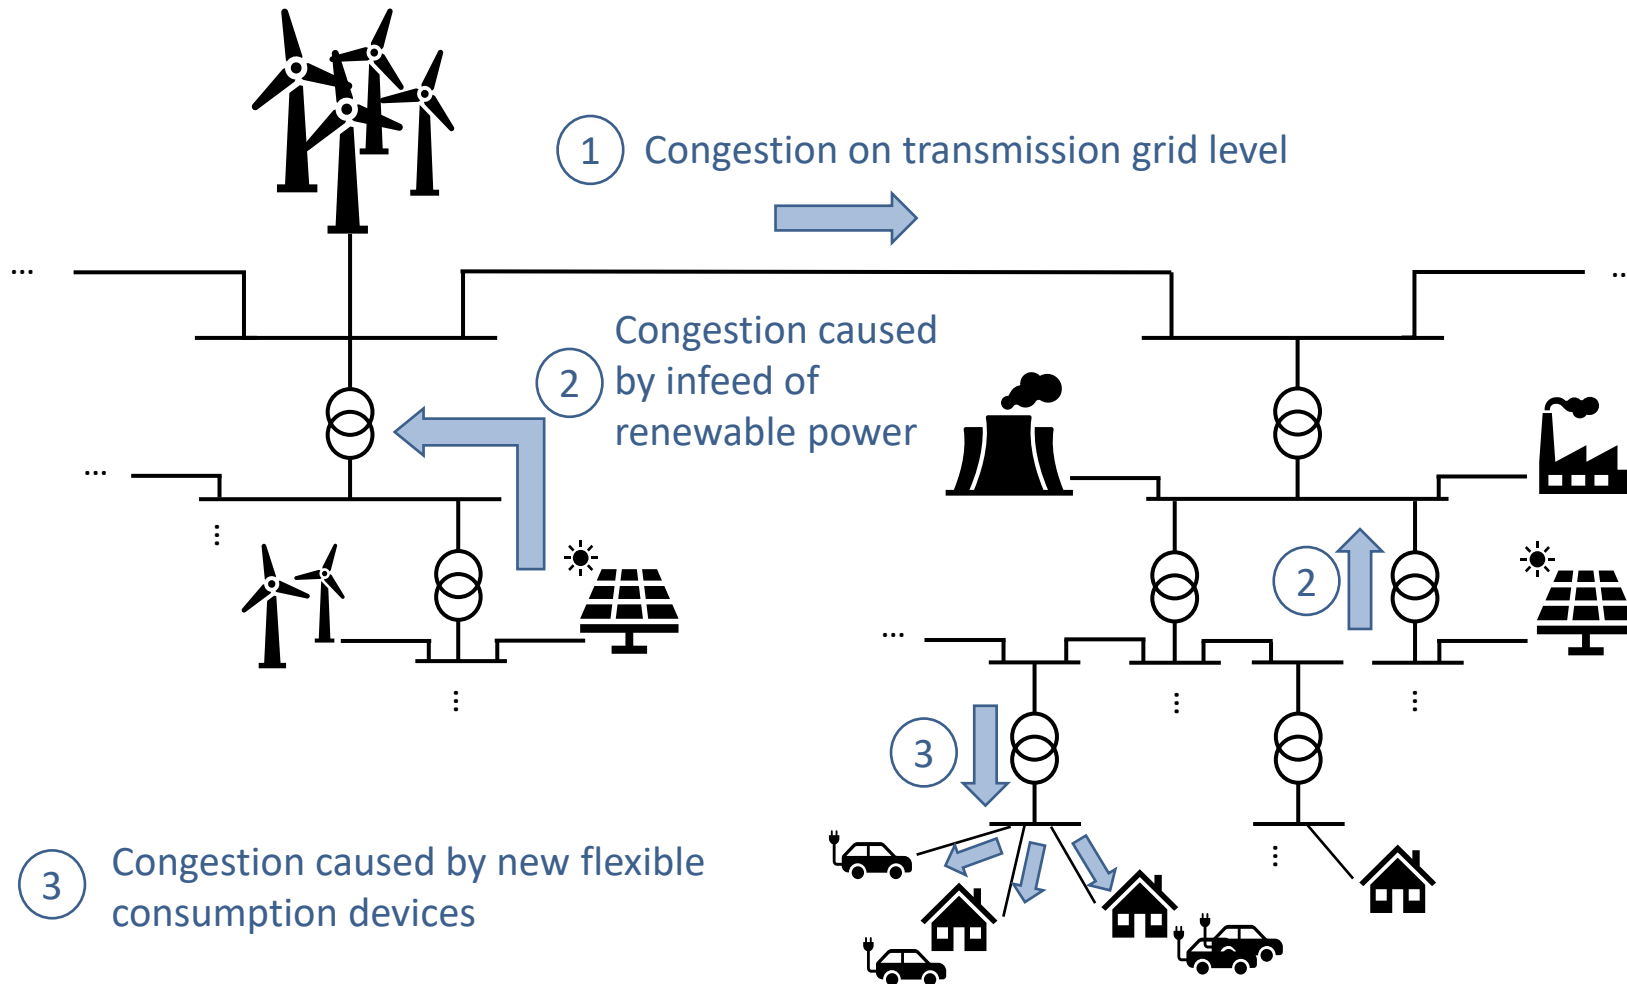 1 Congestion on transmission grid level
...
..
Congestion caused
2 by infeed of
renewable power
...
...
2
...
...
...
...
3
...
3 Congestion caused by new flexible
consumption devices